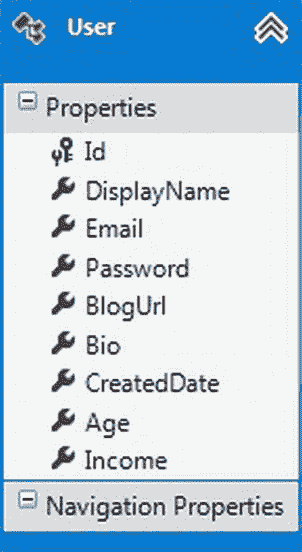 User
Properties
Id
DisplayName
Email
Password
BlogUrl
Bio
CreatedDate
Age
Income
Navigation Properties